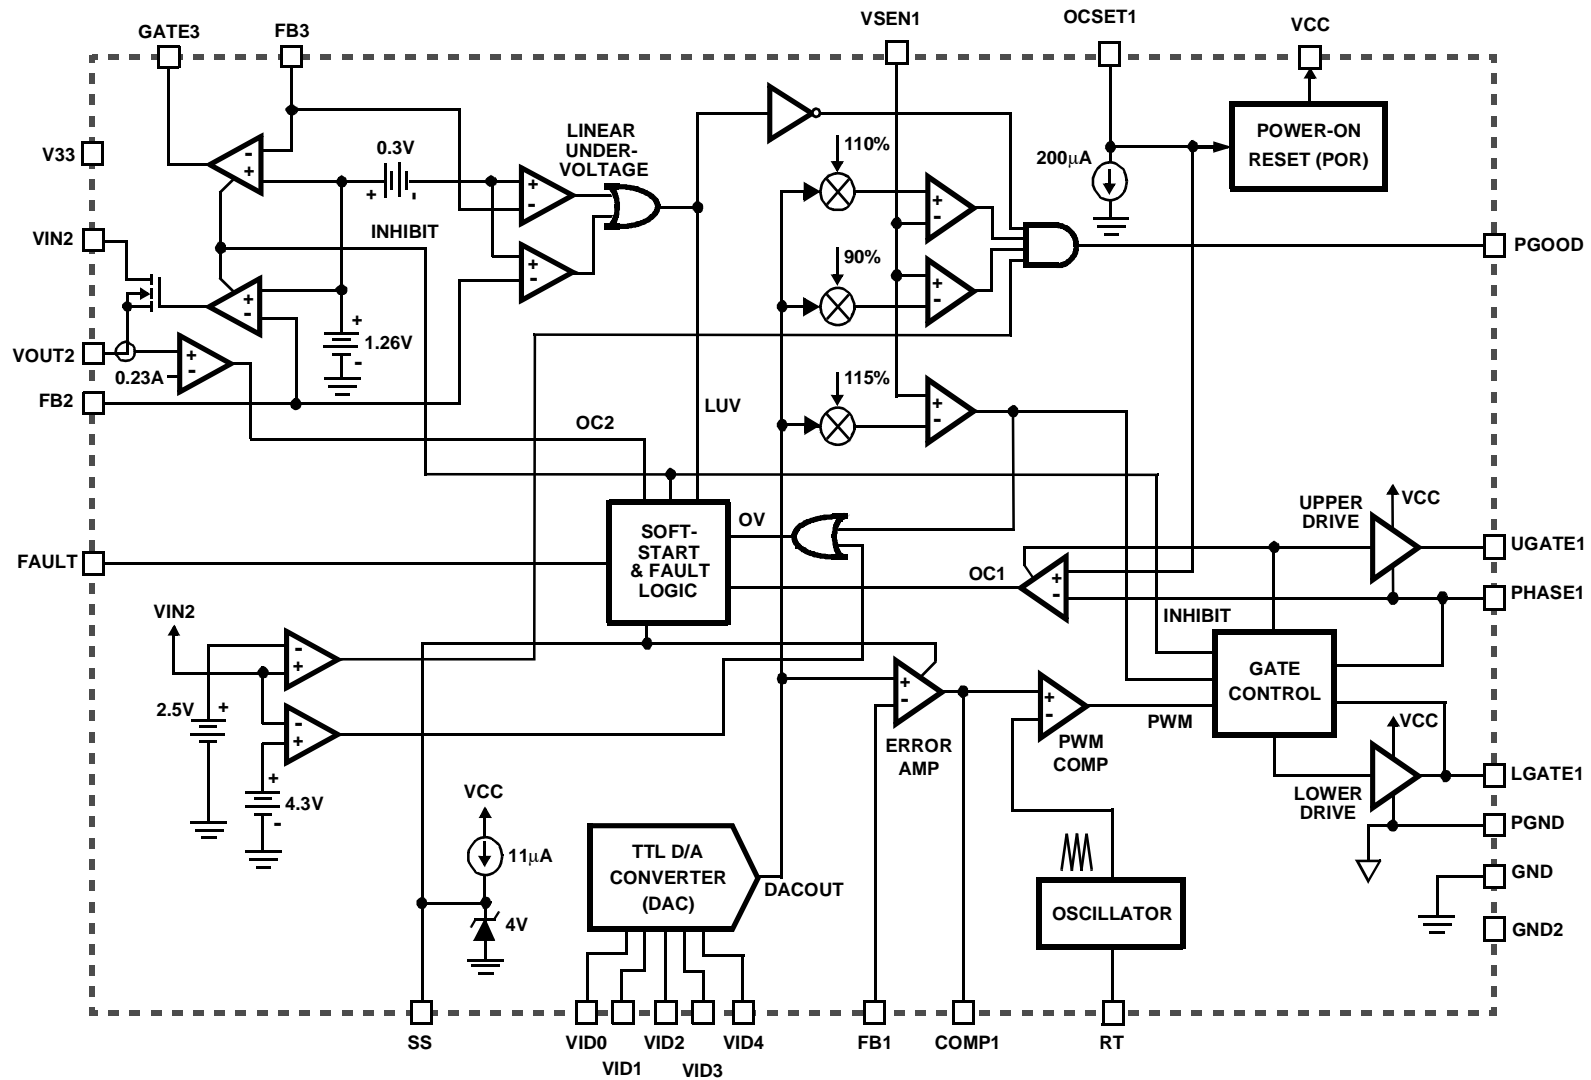 GATE3
FB3
VSEN1
OCSET1
VCC
V33
VIN2
VOUT2
FB2
0.23A
+
-
-
+
0.3V
+
-
INHIBIT
+
-
+
1.26V
-
LINEAR
UNDER-
VOLTAGE
+
-
+
-
110%
90%
115%
+
-
+
-
+
-
200µA
POWER-ON
RESET (POR)
PGOOD
LUV
OC2
OV
OC1
SOFT-
START
& FAULT
LOGIC
FAULT
UPPER
DRIVE
VCC
UGATE1
PHASE1
+
-
INHIBIT
GATE
CONTROL
VIN2
-
+
-
+
2.5V
+
+
4.3V
-
+
-
ERROR
AMP
+
-
PWM
COMP
PWM
VCC
LOWER
DRIVE
LGATE1
PGND
GND
GND2
VCC
11µA
4V
TTL D/A
CONVERTER
(DAC)
DACOUT
OSCILLATOR
SS
VID0
VID1
VID2
VID3
VID4
FB1
COMP1
RT